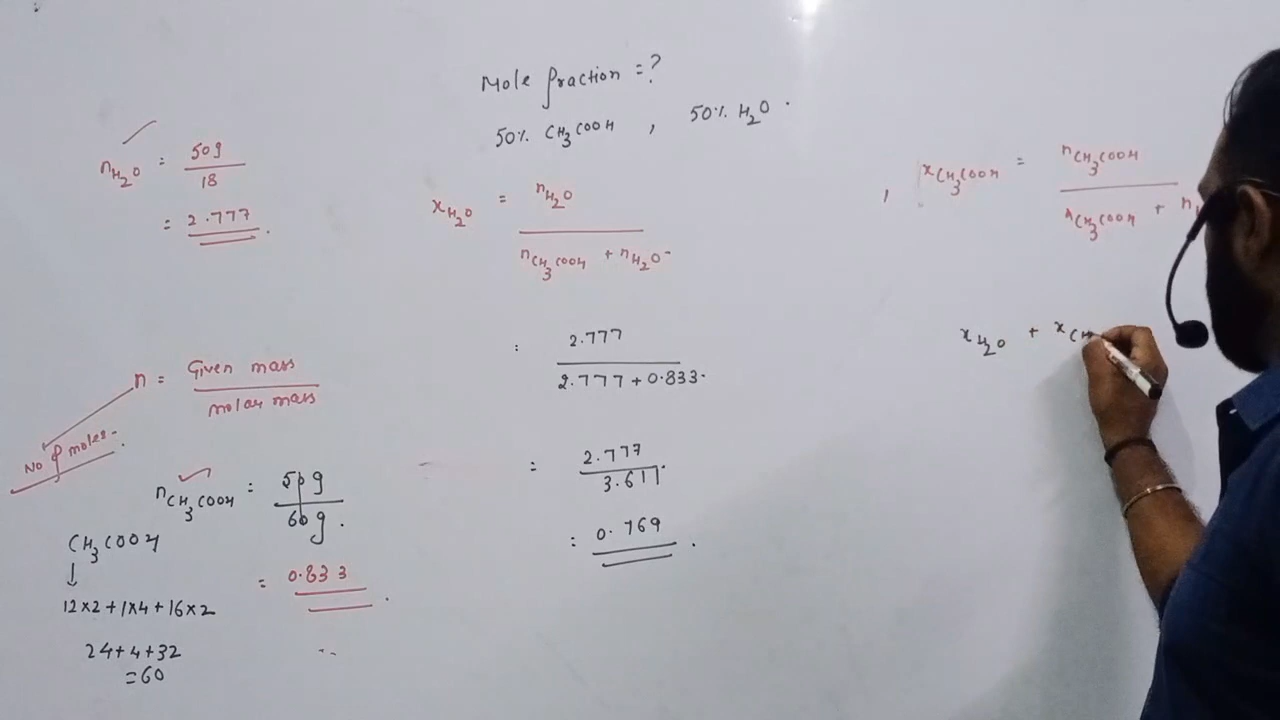 Mole fraction = ?
50% CH3COOH , 50% H2O .
nH2O = 50g
18
= 2.777 .
n = Given mass
molar mass
No of moles .
nCH3COOH = 50g
60g .
= 0.833 .
CH3COOH
↓
12×2+1×4+16×2
24+4+32
=60
xH2O = nH2O
nCH3COOH + nH2O
: 2.777
2.777 + 0.833 .
= 2.777
3.611 .
: 0.769 .
, xCH3COOH = nCH3COOH
nCH3COOH + n
xH2O + xCH